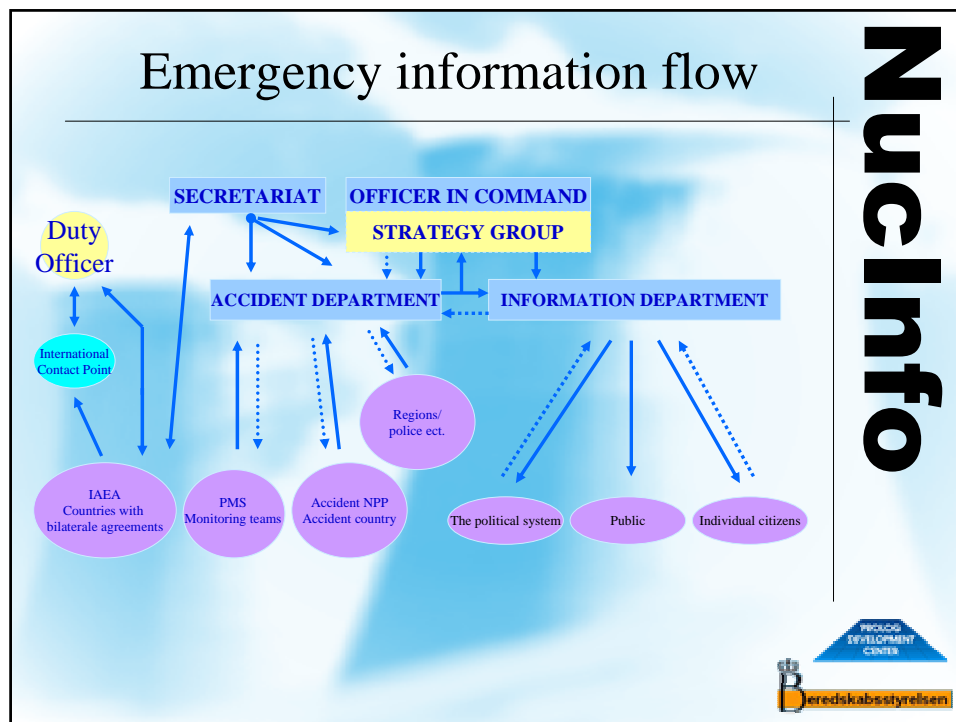 Emergency information flow
NucInfo
SECRETARIAT
OFFICER IN COMMAND
STRATEGY GROUP
Duty
Officer
ACCIDENT DEPARTMENT
INFORMATION DEPARTMENT
International
Contact Point
Regions/
police ect.
IAEA
Countries with
bilaterale agreements
PMS
Monitoring teams
Accident NPP
Accident country
The political system
Public
Individual citizens
PROLOG
DEVELOPMENT
CENTER
Beredskabsstyrelsen